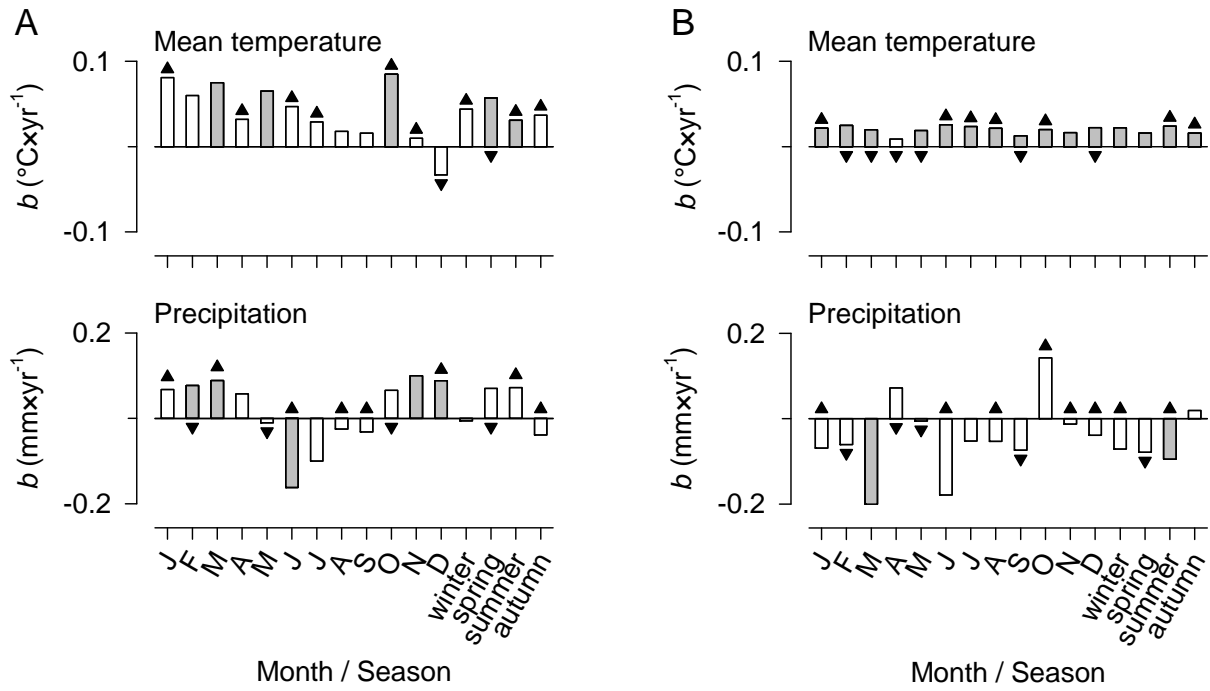 A
Mean temperature
0.1
-0.1
b (°C×yr⁻¹)
Precipitation
0.2
-0.2
b (mm×yr⁻¹)
J F M A M J J A S O N D winter spring summer autumn
Month / Season
B
Mean temperature
0.1
-0.1
b (°C×yr⁻¹)
Precipitation
0.2
-0.2
b (mm×yr⁻¹)
J F M A M J J A S O N D winter spring summer autumn
Month / Season